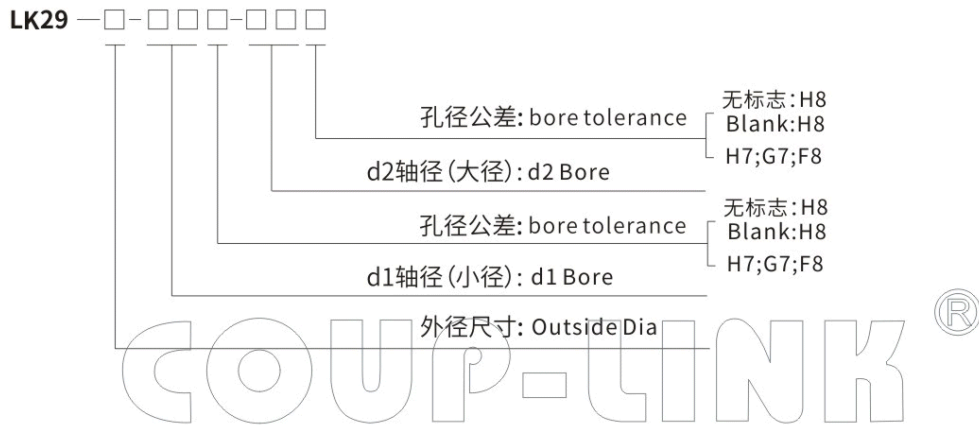 LK29 —□-□□□-□□□
孔径公差: bore tolerance
无标志:H8
Blank:H8
H7;G7;F8
d2轴径(大径): d2 Bore
孔径公差: bore tolerance
无标志:H8
Blank:H8
H7;G7;F8
d1轴径(小径): d1 Bore
外径尺寸: Outside Dia
COUP-LINK®